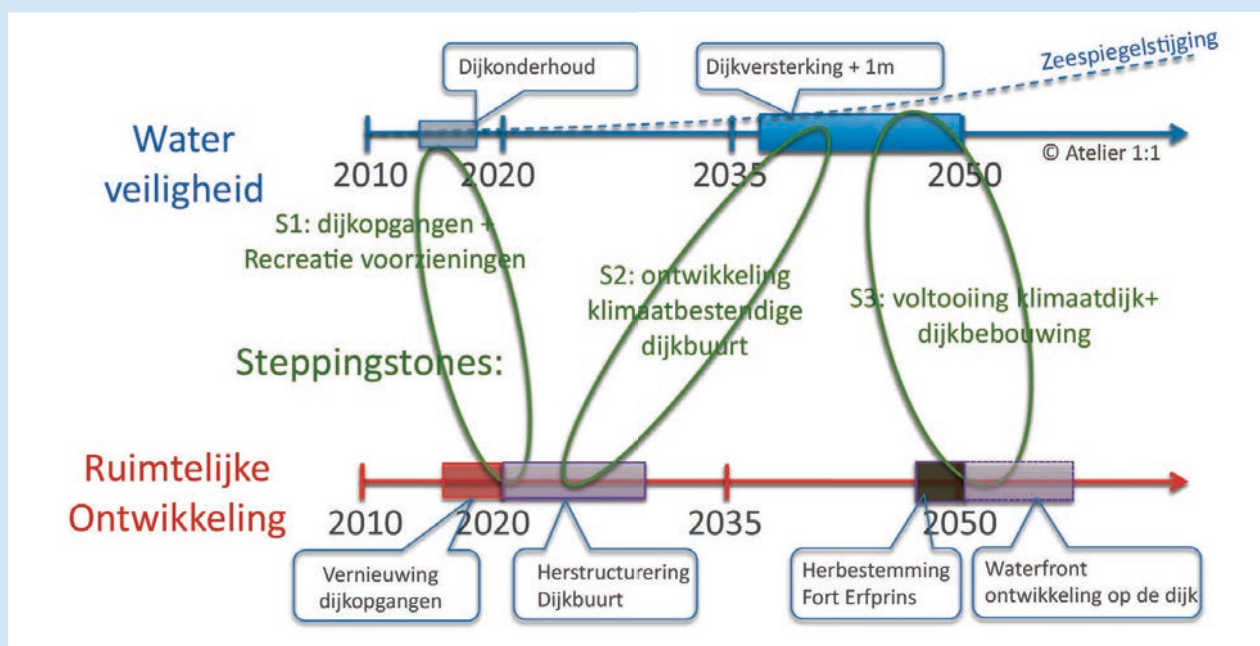 Zeespiegelstijging
Dijkonderhoud
Dijkversterking + 1m
Water
veiligheid
© Atelier 1:1
2010
2020
2035
2050
S1: dijkopgangen +
Recreatie voorzieningen
S2: ontwikkeling
klimaatbestendige
dijkbuurt
S3: voltooiing klimaatdijk+
dijkbebouwing
Steppingstones:
Ruimtelijke
Ontwikkeling
2010
2020
2035
2050
Vernieuwing
dijkopgangen
Herstructurering
Dijkbuurt
Herbestemming
Fort Erfprins
Waterfront
ontwikkeling op de dijk